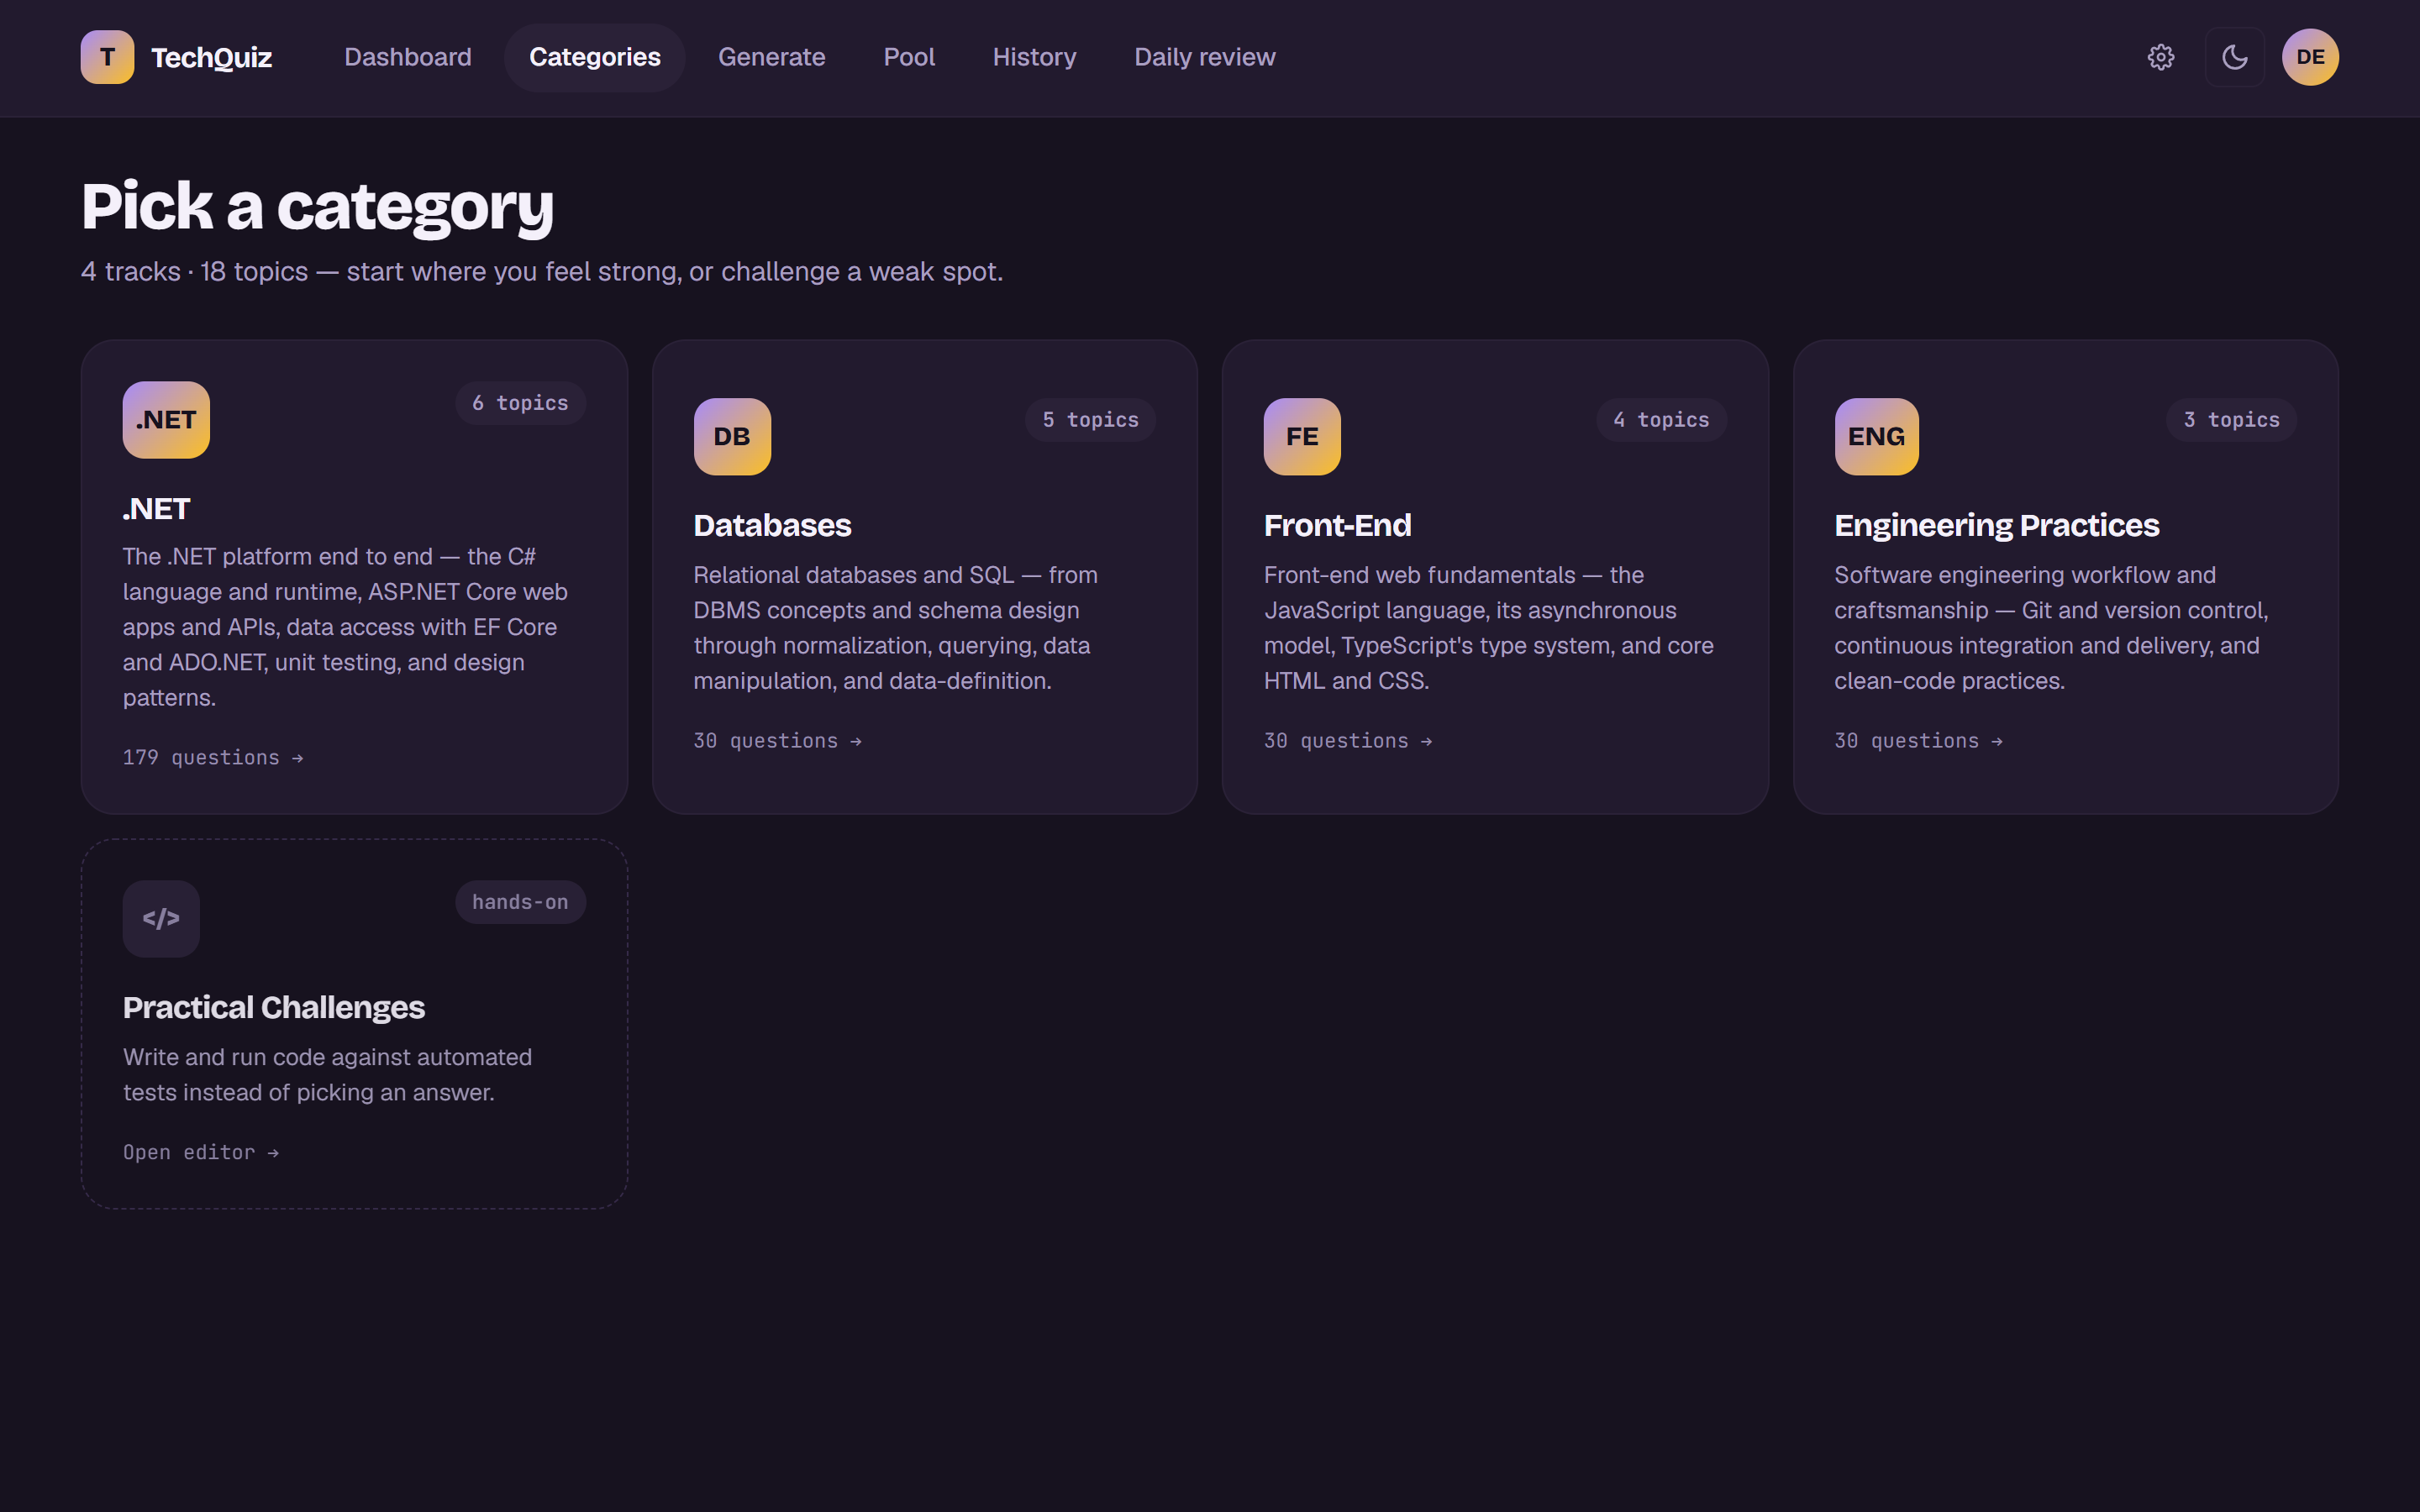 T TechQuiz Dashboard Categories Generate Pool History Daily review DE
Pick a category
4 tracks · 18 topics — start where you feel strong, or challenge a weak spot.
.NET 6 topics
.NET
The .NET platform end to end — the C#
language and runtime, ASP.NET Core web
apps and APIs, data access with EF Core
and ADO.NET, unit testing, and design
patterns.
179 questions →
DB 5 topics
Databases
Relational databases and SQL — from
DBMS concepts and schema design
through normalization, querying, data
manipulation, and data-definition.
30 questions →
FE 4 topics
Front-End
Front-end web fundamentals — the
JavaScript language, its asynchronous
model, TypeScript's type system, and core
HTML and CSS.
30 questions →
ENG 3 topics
Engineering Practices
Software engineering workflow and
craftsmanship — Git and version control,
continuous integration and delivery, and
clean-code practices.
30 questions →
</> hands-on
Practical Challenges
Write and run code against automated
tests instead of picking an answer.
Open editor →